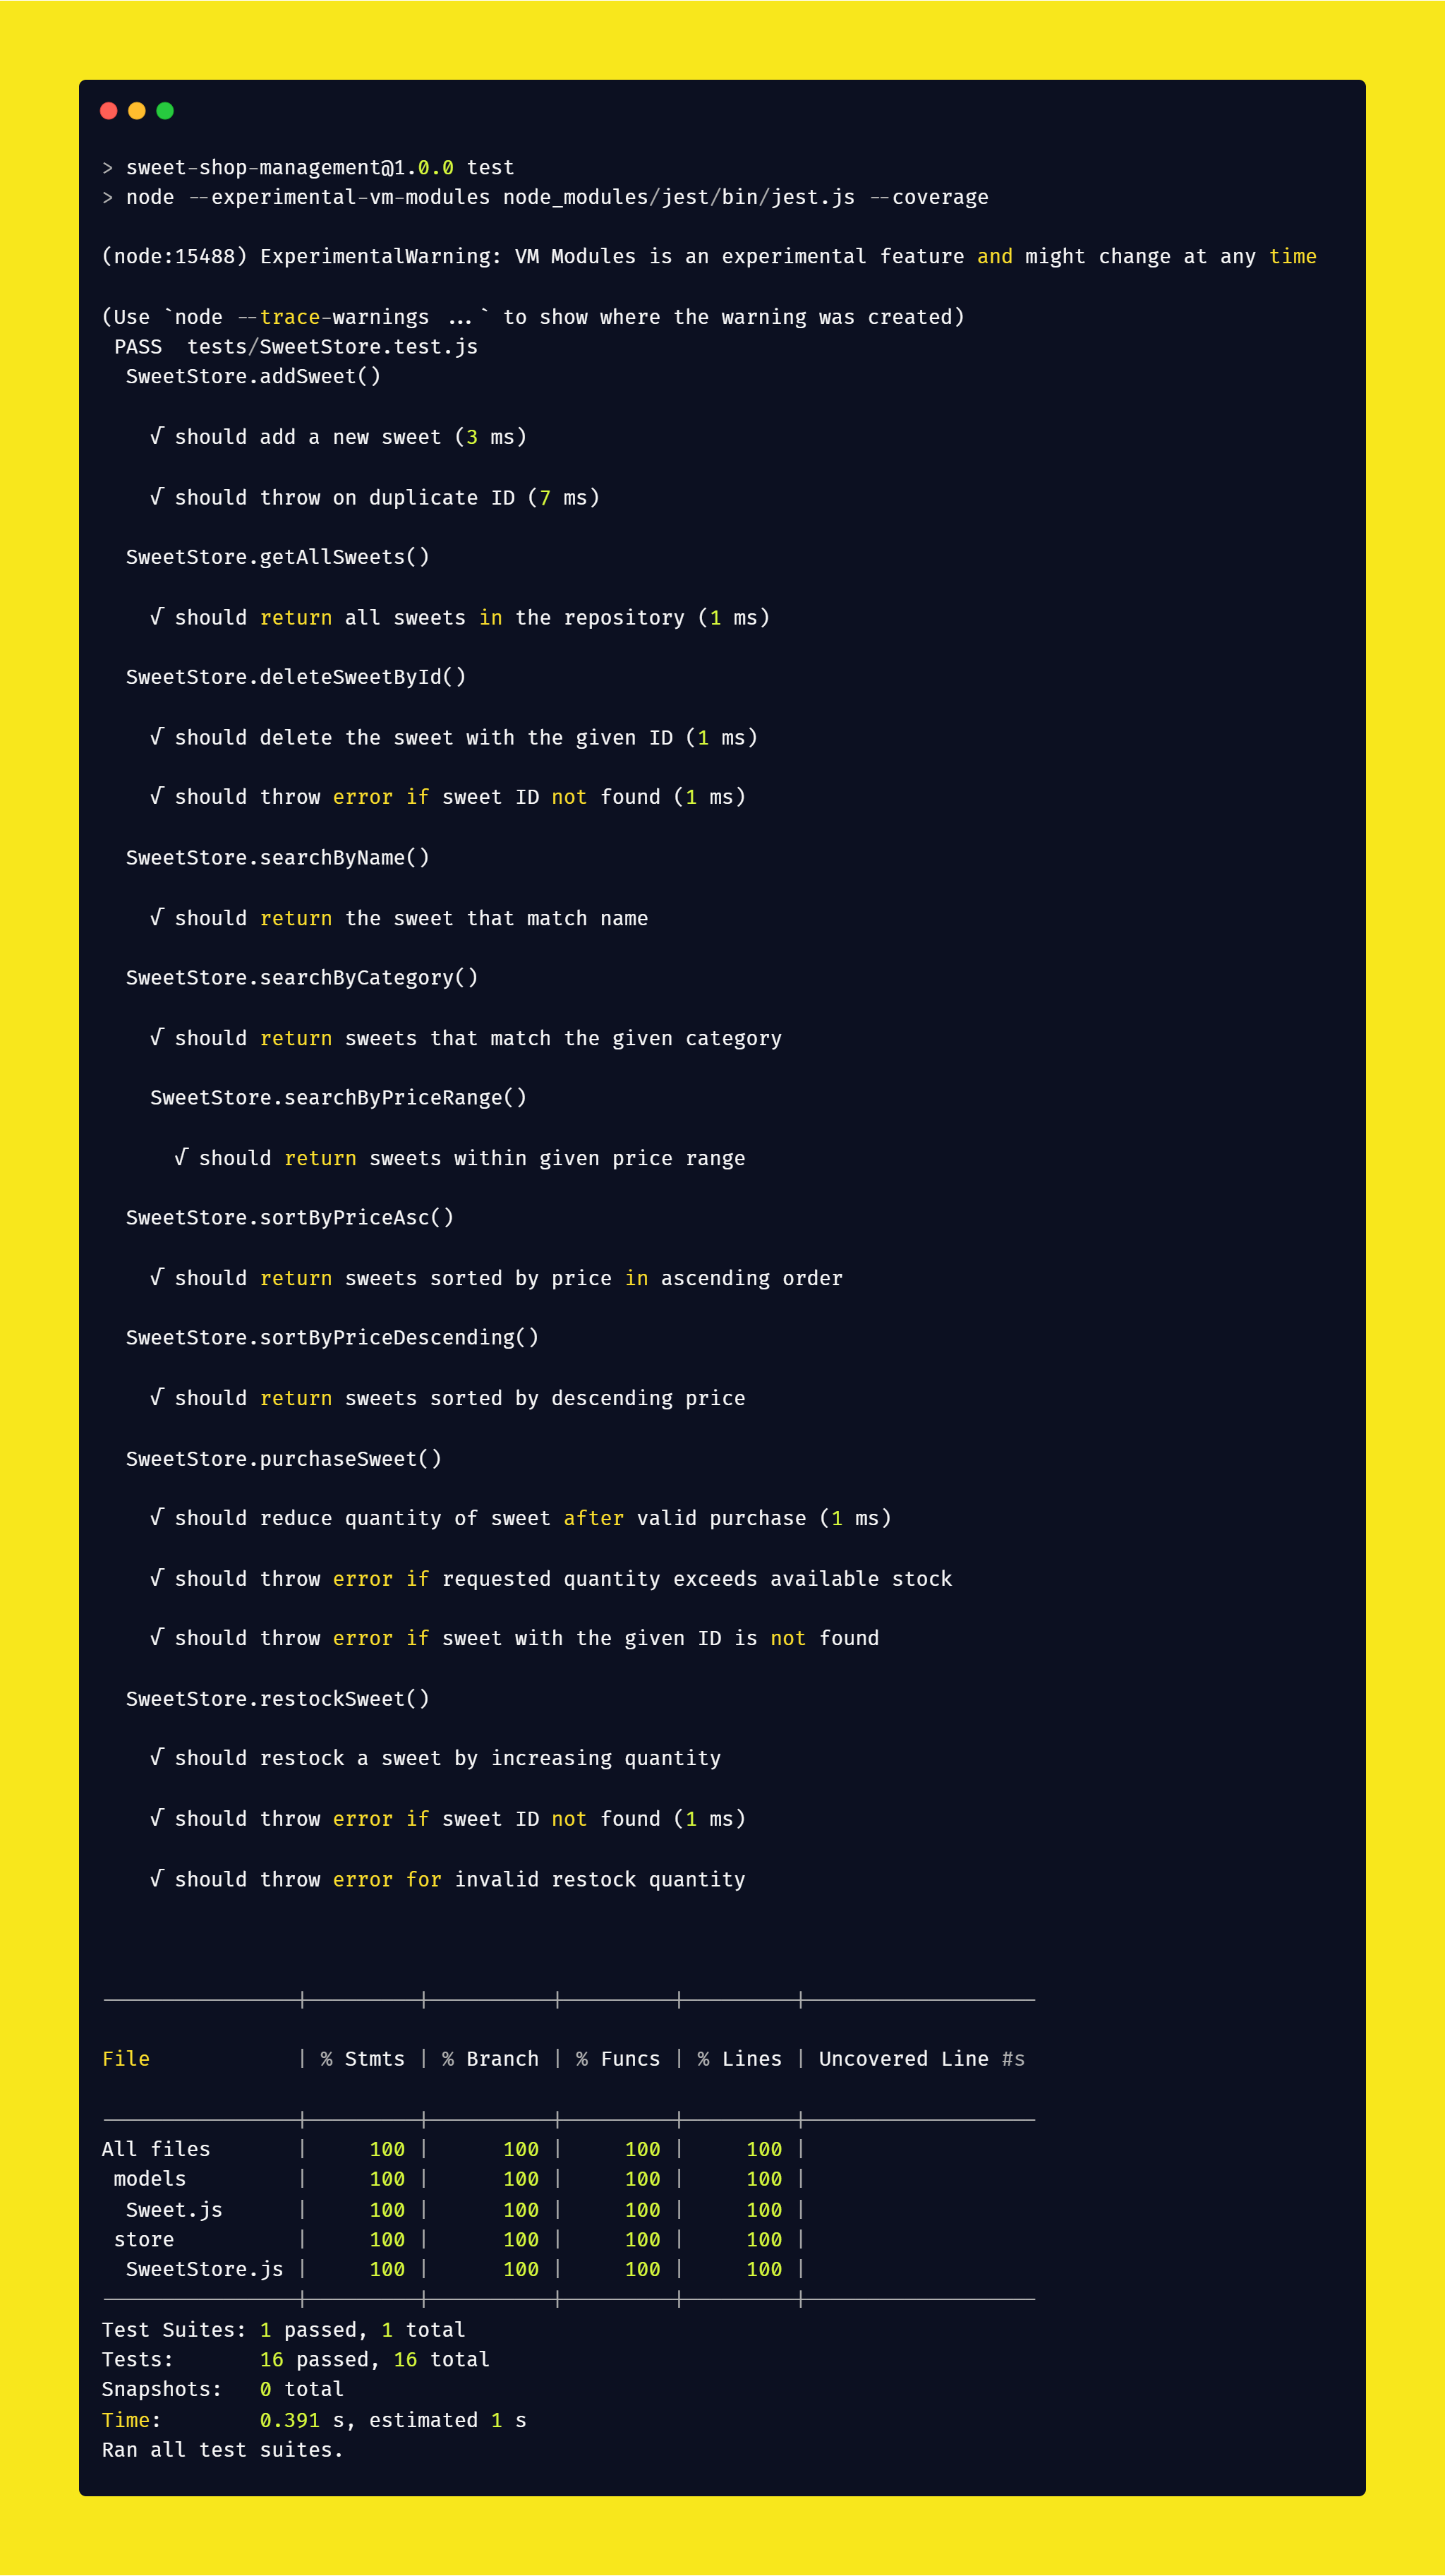 > sweet-shop-management@1.0.0 test
> node --experimental-vm-modules node_modules/jest/bin/jest.js --coverage
(node:15488) ExperimentalWarning: VM Modules is an experimental feature and might change at any time
(Use `node --trace-warnings ...` to show where the warning was created)
PASS  tests/SweetStore.test.js
SweetStore.addSweet()
√ should add a new sweet (3 ms)
√ should throw on duplicate ID (7 ms)
SweetStore.getAllSweets()
√ should return all sweets in the repository (1 ms)
SweetStore.deleteSweetById()
√ should delete the sweet with the given ID (1 ms)
√ should throw error if sweet ID not found (1 ms)
SweetStore.searchByName()
√ should return the sweet that match name
SweetStore.searchByCategory()
√ should return sweets that match the given category
SweetStore.searchByPriceRange()
√ should return sweets within given price range
SweetStore.sortByPriceAsc()
√ should return sweets sorted by price in ascending order
SweetStore.sortByPriceDescending()
√ should return sweets sorted by descending price
SweetStore.purchaseSweet()
√ should reduce quantity of sweet after valid purchase (1 ms)
√ should throw error if requested quantity exceeds available stock
√ should throw error if sweet with the given ID is not found
SweetStore.restockSweet()
√ should restock a sweet by increasing quantity
√ should throw error if sweet ID not found (1 ms)
√ should throw error for invalid restock quantity
----------------|---------|----------|---------|---------|-------------------
File            | % Stmts | % Branch | % Funcs | % Lines | Uncovered Line #s
----------------|---------|----------|---------|---------|-------------------
All files       |     100 |      100 |     100 |     100 |
 models         |     100 |      100 |     100 |     100 |
  Sweet.js      |     100 |      100 |     100 |     100 |
 store          |     100 |      100 |     100 |     100 |
  SweetStore.js |     100 |      100 |     100 |     100 |
----------------|---------|----------|---------|---------|-------------------
Test Suites: 1 passed, 1 total
Tests:       16 passed, 16 total
Snapshots:   0 total
Time:        0.391 s, estimated 1 s
Ran all test suites.